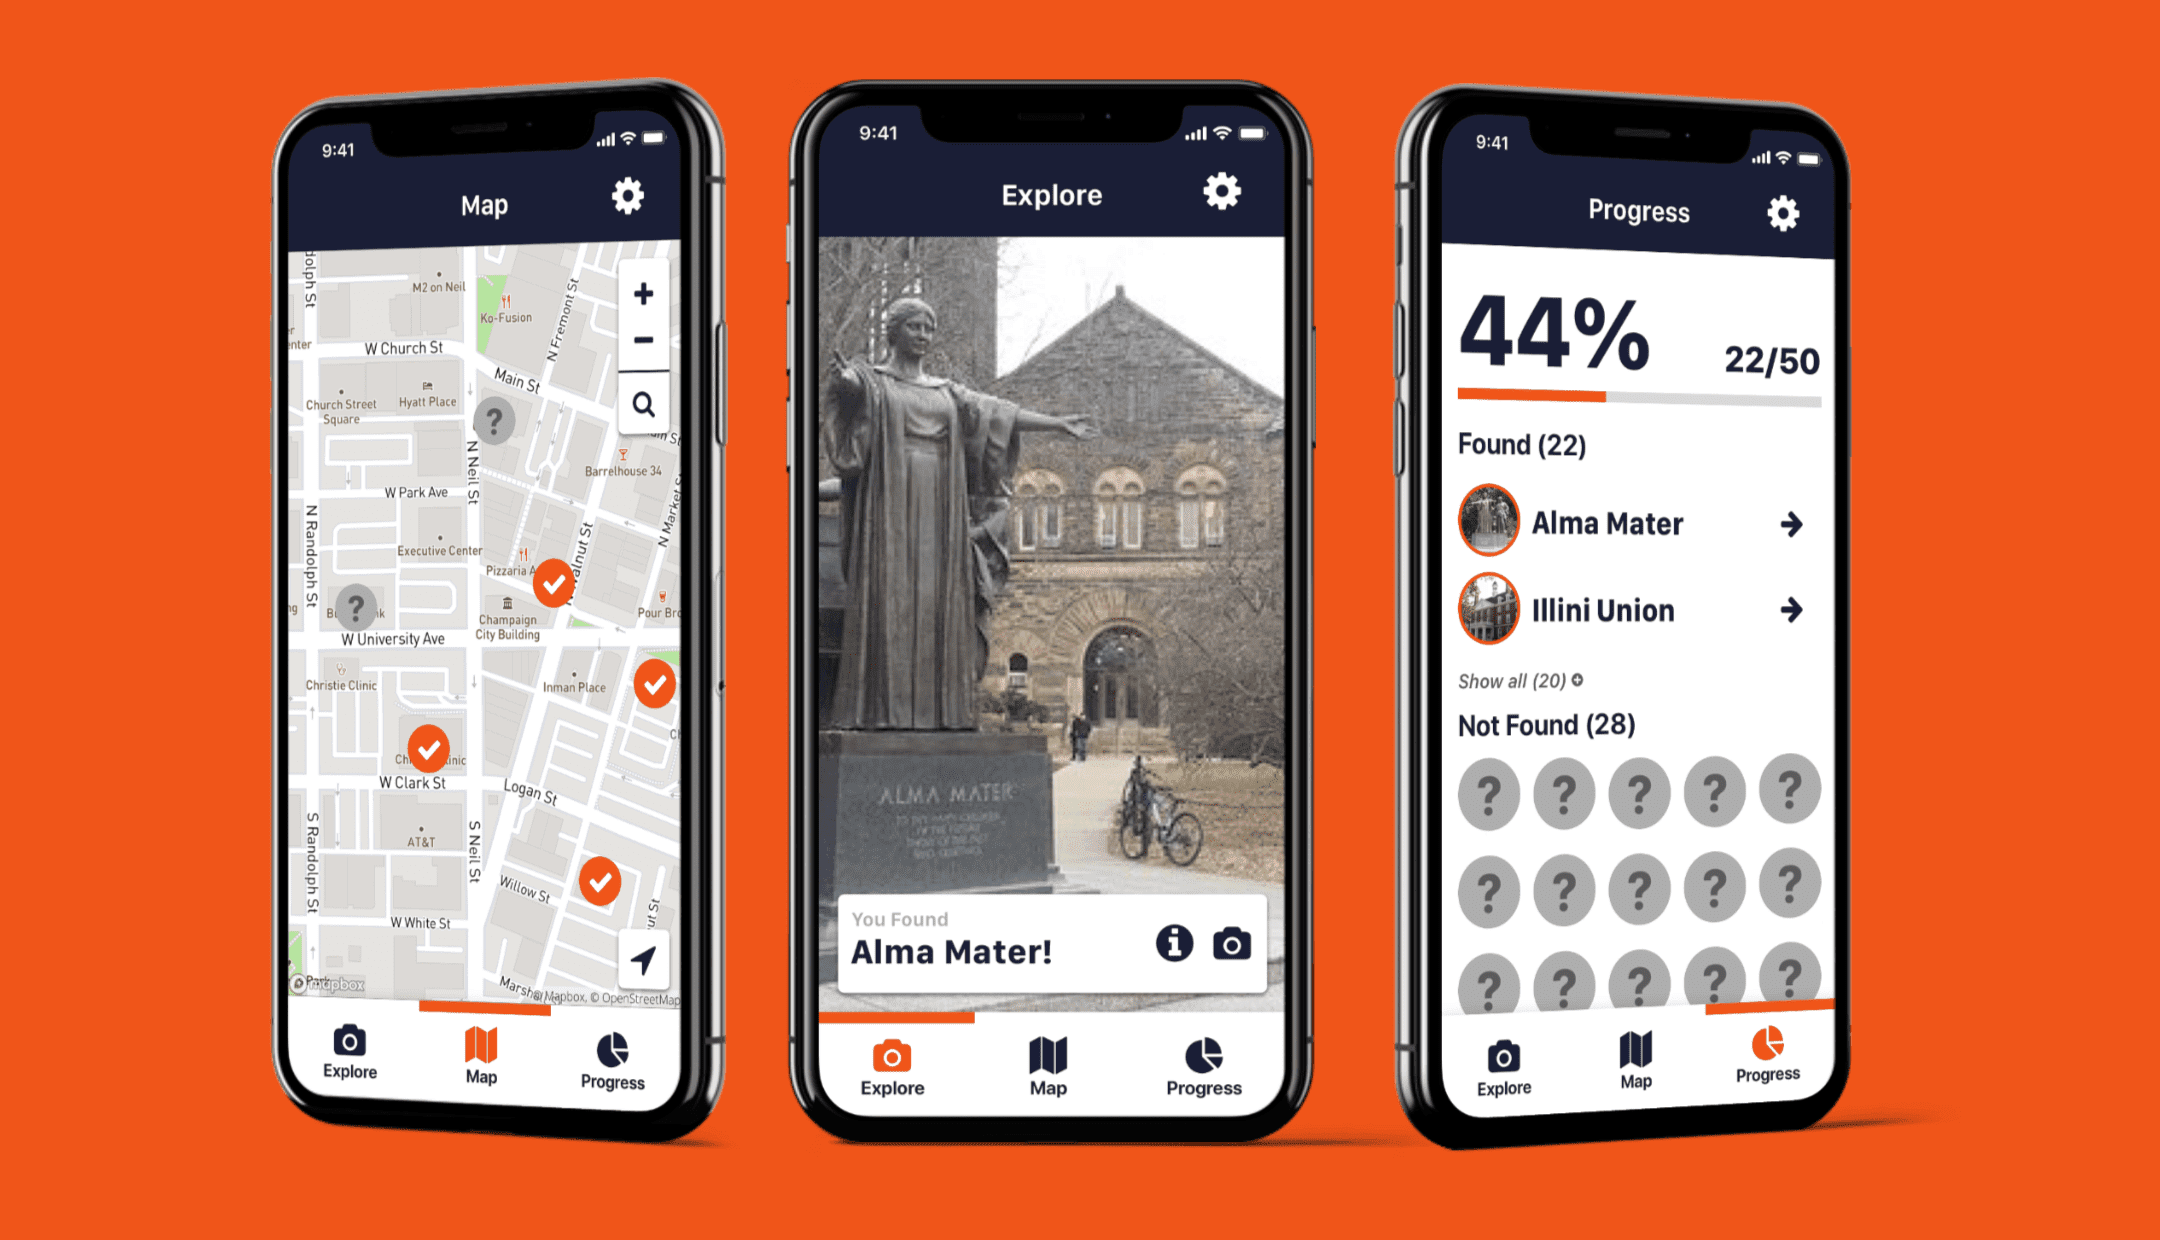 9:41
Map
M2 on Neil
Ko-Fusion
N Fremont St
W Church St
Main St
Church Street
Square
Hyatt Place
?
N Neil St
Barrelhouse 34
W Park Ave
N Randolph St
N Market St
Executive Center
Pizzaria
Walnut St
?
Champaign
City Building
Pour Bro
W University Ave
Christie Clinic
Inman Place
W Clark St
Logan St
S Randolph St
AT&T
S Neil St
Willow St
W White St
mapbox
© Mapbox, © OpenStreetMap
Explore
Map
Progress
9:41
Explore
ALMA MATER
You Found
Alma Mater!
Explore
Map
Progress
9:41
Progress
44%
22/50
Found (22)
Alma Mater
Illini Union
Show all (20)
Not Found (28)
? ? ? ? ?
? ? ? ? ?
? ? ? ? ?
Explore
Map
Progress